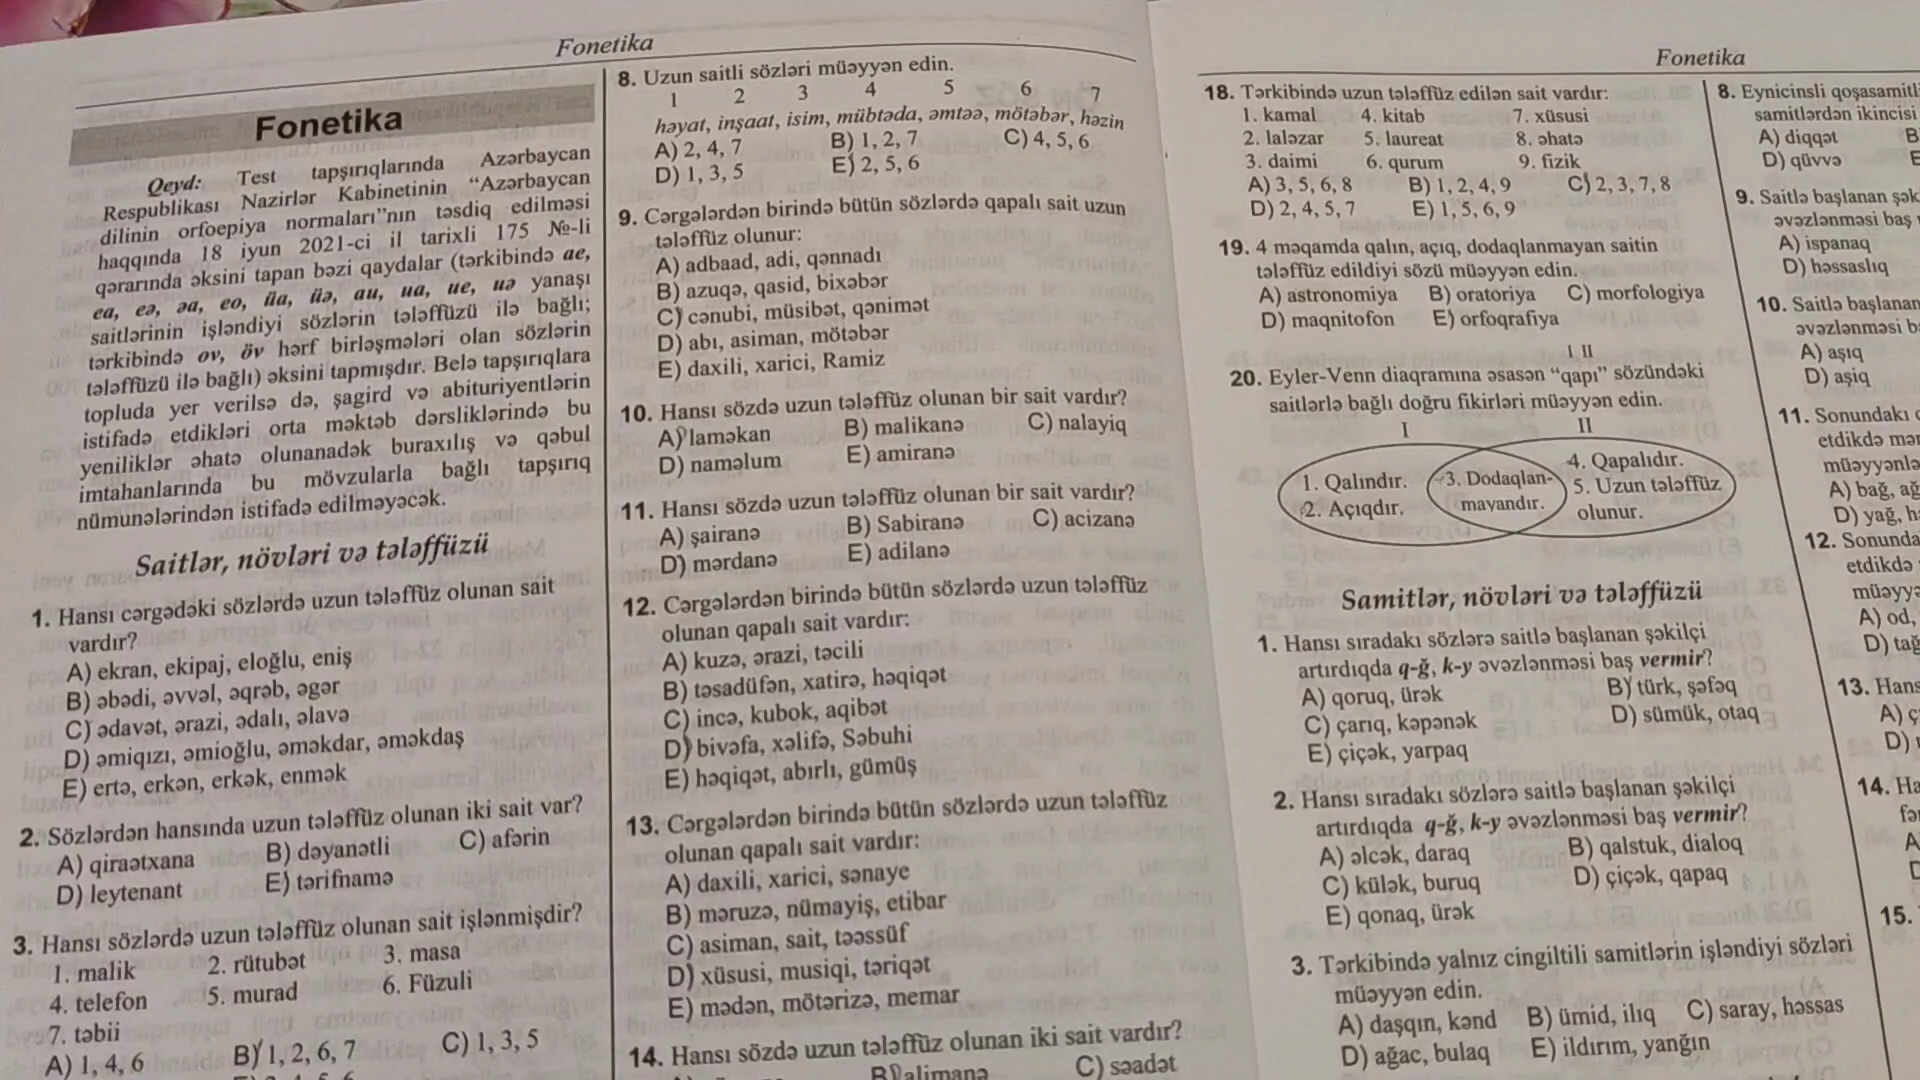 Fonetika
Fonetika
Qeyd: Test tapşırıqlarında Azərbaycan
Respublikası Nazirlər Kabinetinin “Azərbaycan
dilinin orfoepiya normaları”nın təsdiq edilməsi
haqqında 18 iyun 2021-ci il tarixli 175 №-li
qərarında əksini tapan bəzi qaydalar (tərkibində ae,
ea, eə, əa, eo, üa, üə, au, ua, ue, uə yanaşı
saitlərinin işləndiyi sözlərin tələffüzü ilə bağlı;
tərkibində ov, öv hərf birləşmələri olan sözlərin
tələffüzü ilə bağlı) əksini tapmışdır. Belə tapşırıqlara
topluda yer verilsə də, şagird və abituriyentlərin
istifadə etdikləri orta məktəb dərsliklərində bu
yeniliklər əhatə olunanadək buraxılış və qəbul
imtahanlarında bu mövzularla bağlı tapşırıq
nümunələrindən istifadə edilməyəcək.
Saitlər, növləri və tələffüzü
1. Hansı cərgədəki sözlərdə uzun tələffüz olunan sait
vardır?
A) ekran, ekipaj, eloğlu, eniş
B) əbədi, əvvəl, əqrəb, əgər
C) ədavət, ərazi, ədalı, əlavə
D) əmiqızı, əmioğlu, əməkdar, əməkdaş
E) ertə, erkən, erkək, enmək
2. Sözlərdən hansında uzun tələffüz olunan iki sait var?
A) qiraətxana B) dəyanətli C) afərin
D) leytenant E) tərifnamə
3. Hansı sözlərdə uzun tələffüz olunan sait işlənmişdir?
1. malik 2. rütubət 3. masa
4. telefon 5. murad 6. Füzuli
7. təbii
A) 1, 4, 6 B) 1, 2, 6, 7 C) 1, 3, 5
8. Uzun saitli sözləri müəyyən edin.
1 2 3 4 5 6 7
həyat, inşaat, isim, mübtəda, əmtəə, mötəbər, həzin
A) 2, 4, 7 B) 1, 2, 7 C) 4, 5, 6
D) 1, 3, 5 E) 2, 5, 6
9. Cərgələrdən birində bütün sözlərdə qapalı sait uzun
tələffüz olunur:
A) adbaad, adi, qənnadı
B) azuqə, qasid, bixəbər
C) cənubi, müsibət, qənimət
D) abı, asiman, mötəbər
E) daxili, xarici, Ramiz
10. Hansı sözdə uzun tələffüz olunan bir sait vardır?
A) laməkan B) malikanə C) nalayiq
D) naməlum E) amiranə
11. Hansı sözdə uzun tələffüz olunan bir sait vardır?
A) şairanə B) Sabiranə C) acizanə
D) mərdanə E) adilanə
12. Cərgələrdən birində bütün sözlərdə uzun tələffüz
olunan qapalı sait vardır:
A) kuzə, ərazi, təcili
B) təsadüfən, xatirə, həqiqət
C) incə, kubok, aqibət
D) bivəfa, xəlifə, Səbuhi
E) həqiqət, abırlı, gümüş
13. Cərgələrdən birində bütün sözlərdə uzun tələffüz
olunan qapalı sait vardır:
A) daxili, xarici, sənaye
B) məruzə, nümayiş, etibar
C) asiman, sait, təəssüf
D) xüsusi, musiqi, təriqət
E) mədən, mötərizə, memar
14. Hansı sözdə uzun tələffüz olunan iki sait vardır?
B) alimanə C) səadət
Fonetika
18. Tərkibində uzun tələffüz edilən sait vardır:
1. kamal 4. kitab 7. xüsusi
2. laləzar 5. laureat 8. əhatə
3. daimi 6. qurum 9. fizik
A) 3, 5, 6, 8 B) 1, 2, 4, 9 C) 2, 3, 7, 8
D) 2, 4, 5, 7 E) 1, 5, 6, 9
19. 4 məqamda qalın, açıq, dodaqlanmayan saitin
tələffüz edildiyi sözü müəyyən edin.
A) astronomiya B) oratoriya C) morfologiya
D) maqnitofon E) orfoqrafiya
I II
20. Eyler-Venn diaqramına əsasən “qapı” sözündəki
saitlərlə bağlı doğru fikirləri müəyyən edin.
I II
1. Qalındır.
2. Açıqdır.
3. Dodaqlan-
mayandır.
4. Qapalıdır.
5. Uzun tələffüz
olunur.
Samitlər, növləri və tələffüzü
1. Hansı sıradakı sözlərə saitlə başlanan şəkilçi
artırdıqda q-ğ, k-y əvəzlənməsi baş vermir?
A) qoruq, ürək B) türk, şəfəq
C) çarıq, kəpənək D) sümük, otaq
E) çiçək, yarpaq
2. Hansı sıradakı sözlərə saitlə başlanan şəkilçi
artırdıqda q-ğ, k-y əvəzlənməsi baş vermir?
A) əlcək, daraq B) qalstuk, dialoq
C) külək, buruq D) çiçək, qapaq
E) qonaq, ürək
3. Tərkibində yalnız cingiltili samitlərin işləndiyi sözləri
müəyyən edin.
A) daşqın, kənd B) ümid, ilıq C) saray, həssas
D) ağac, bulaq E) ildırım, yanğın
8. Eynicinsli
samitlərdən ikincisi
A) diqqət B
D) qüvvə E
9. Saitlə başlanan
əvəzlənməsi baş
A) ispanaq
D) həssaslıq
10. Saitlə başlanan
əvəzlənməsi
A) aşıq
D) aşiq
11. Sonundakı
etdikdə
A) bağ,
D) yağ,
12. Sonunda
etdikdə
A) od,
D)
13.
A)
D)
14.
A
15.